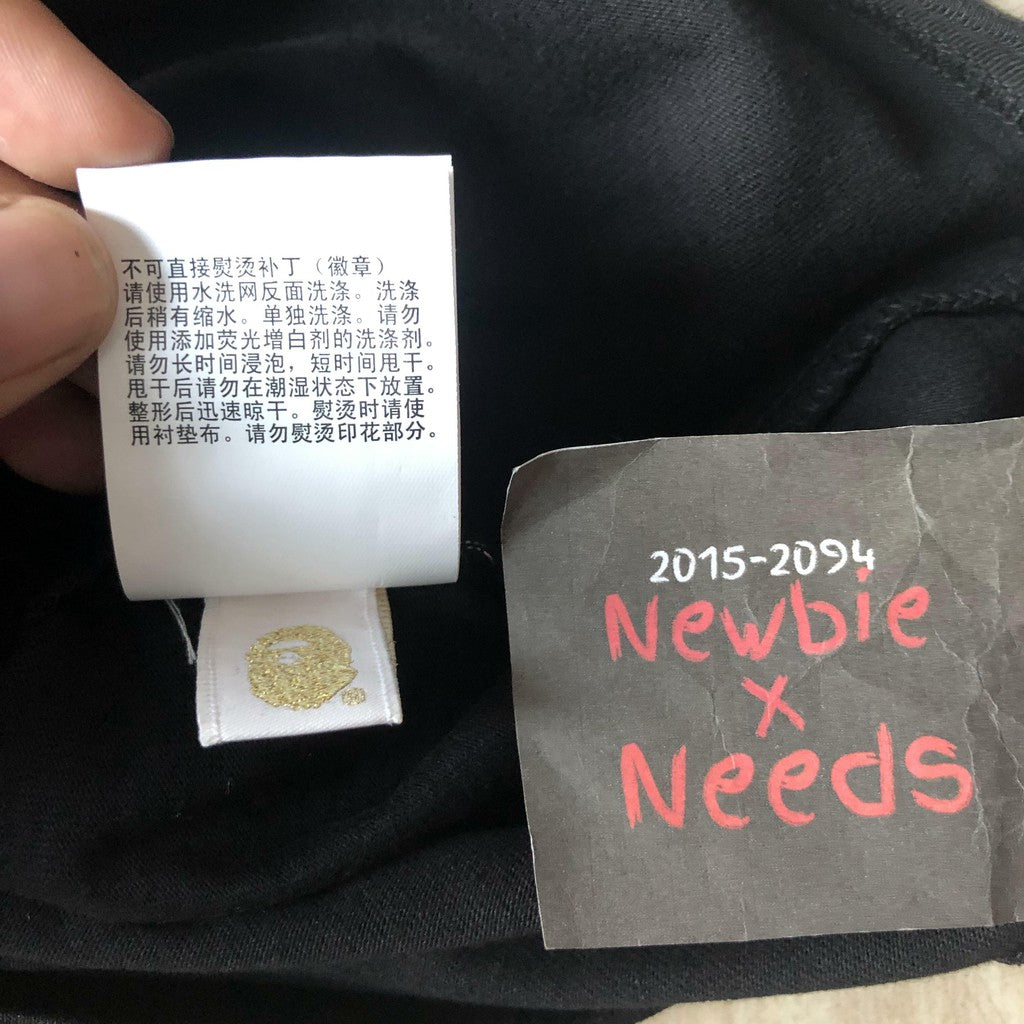 不可直接熨烫补丁（徽章）
请使用水洗网反面洗涤。洗涤
后稍有缩水。单独洗涤。请勿
使用添加荧光增白剂的洗涤剂.
请勿长时间浸泡，短时间甩干。
甩干后请勿在潮湿状态下放置。
整形后迅速晾干。熨烫时请使
用衬垫布。请勿熨烫印花部分.
2015-2094
Newbie
x
Needs